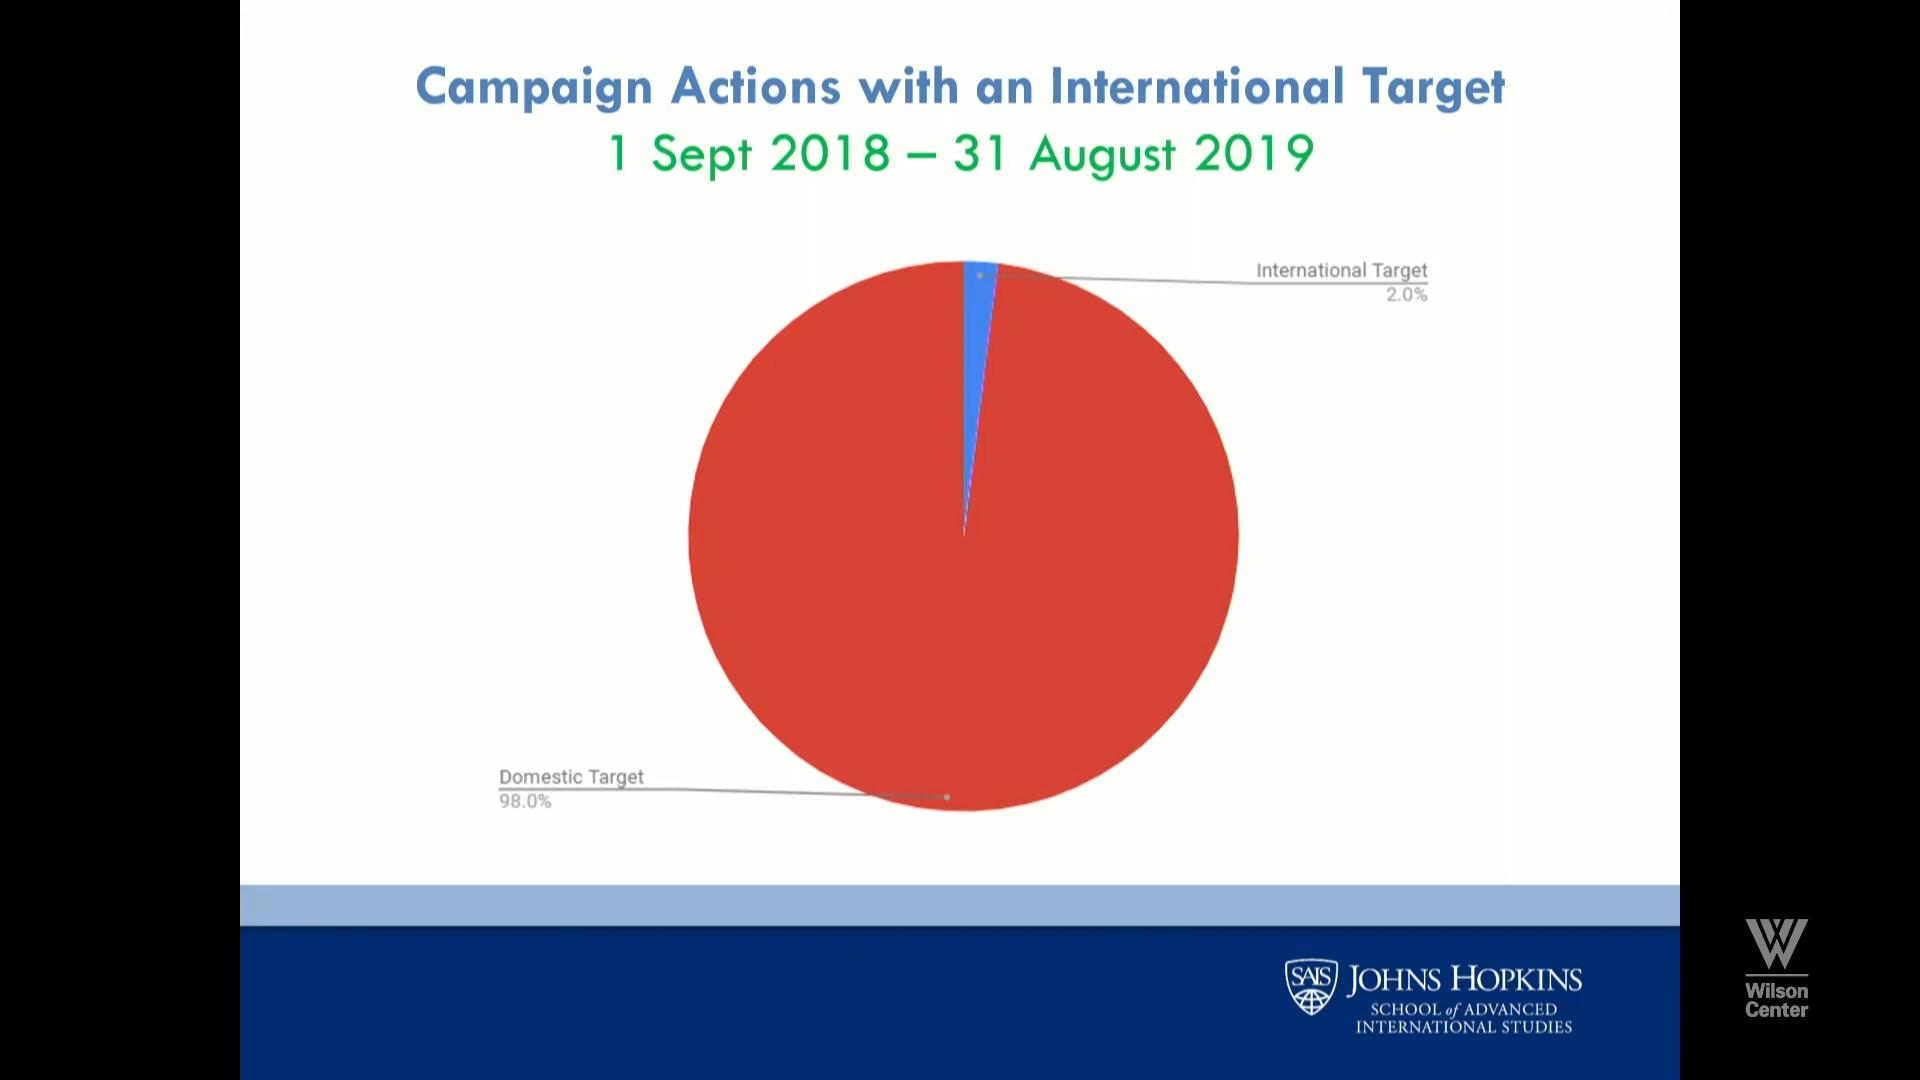 Campaign Actions with an International Target
1 Sept 2018 – 31 August 2019
International Target
2.0%
Domestic Target
98.0%
SAIS
JOHNS HOPKINS
SCHOOL of ADVANCED
INTERNATIONAL STUDIES
W
Wilson
Center